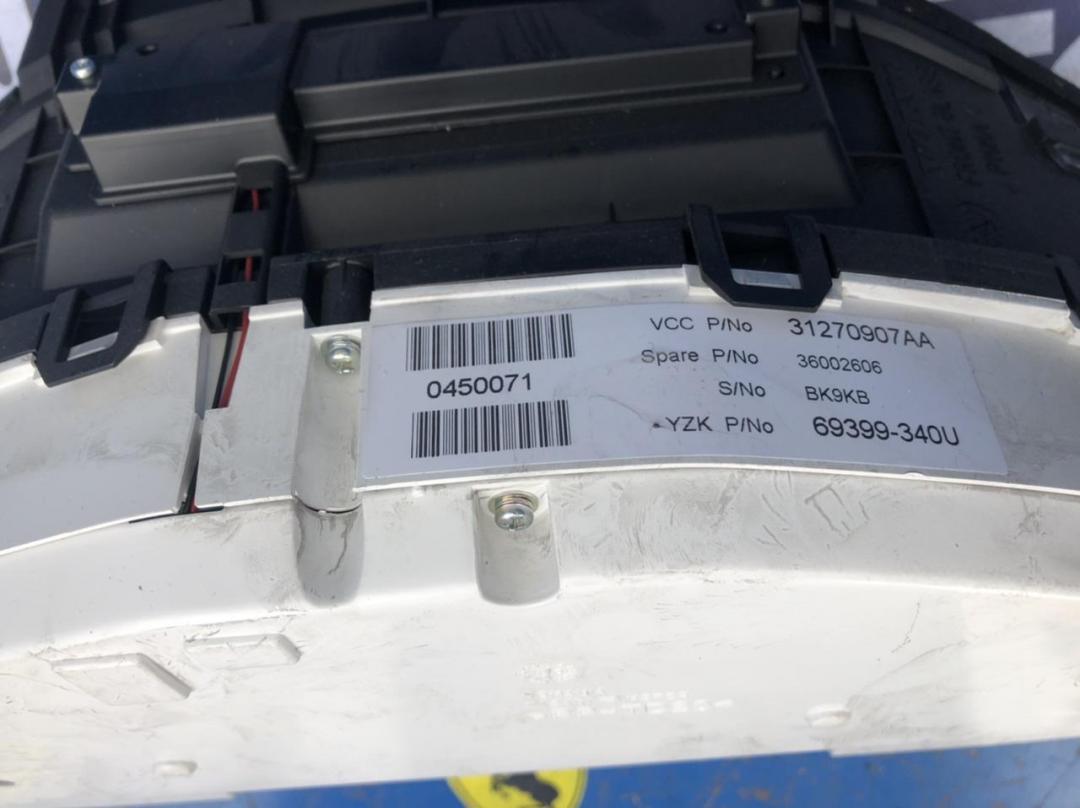 VCC P/No 31270907AA
Spare P/No 36002606
0450071
S/No BK9KB
YZK P/No 69399-340U